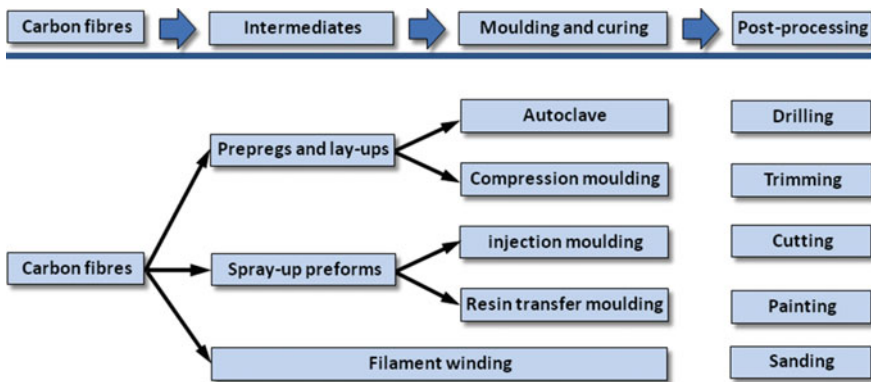 Carbon fibres
Intermediates
Moulding and curing
Post-processing
Autoclave
Drilling
Prepregs and lay-ups
Compression moulding
Trimming
injection moulding
Cutting
Carbon fibres
Spray-up preforms
Resin transfer moulding
Painting
Filament winding
Sanding